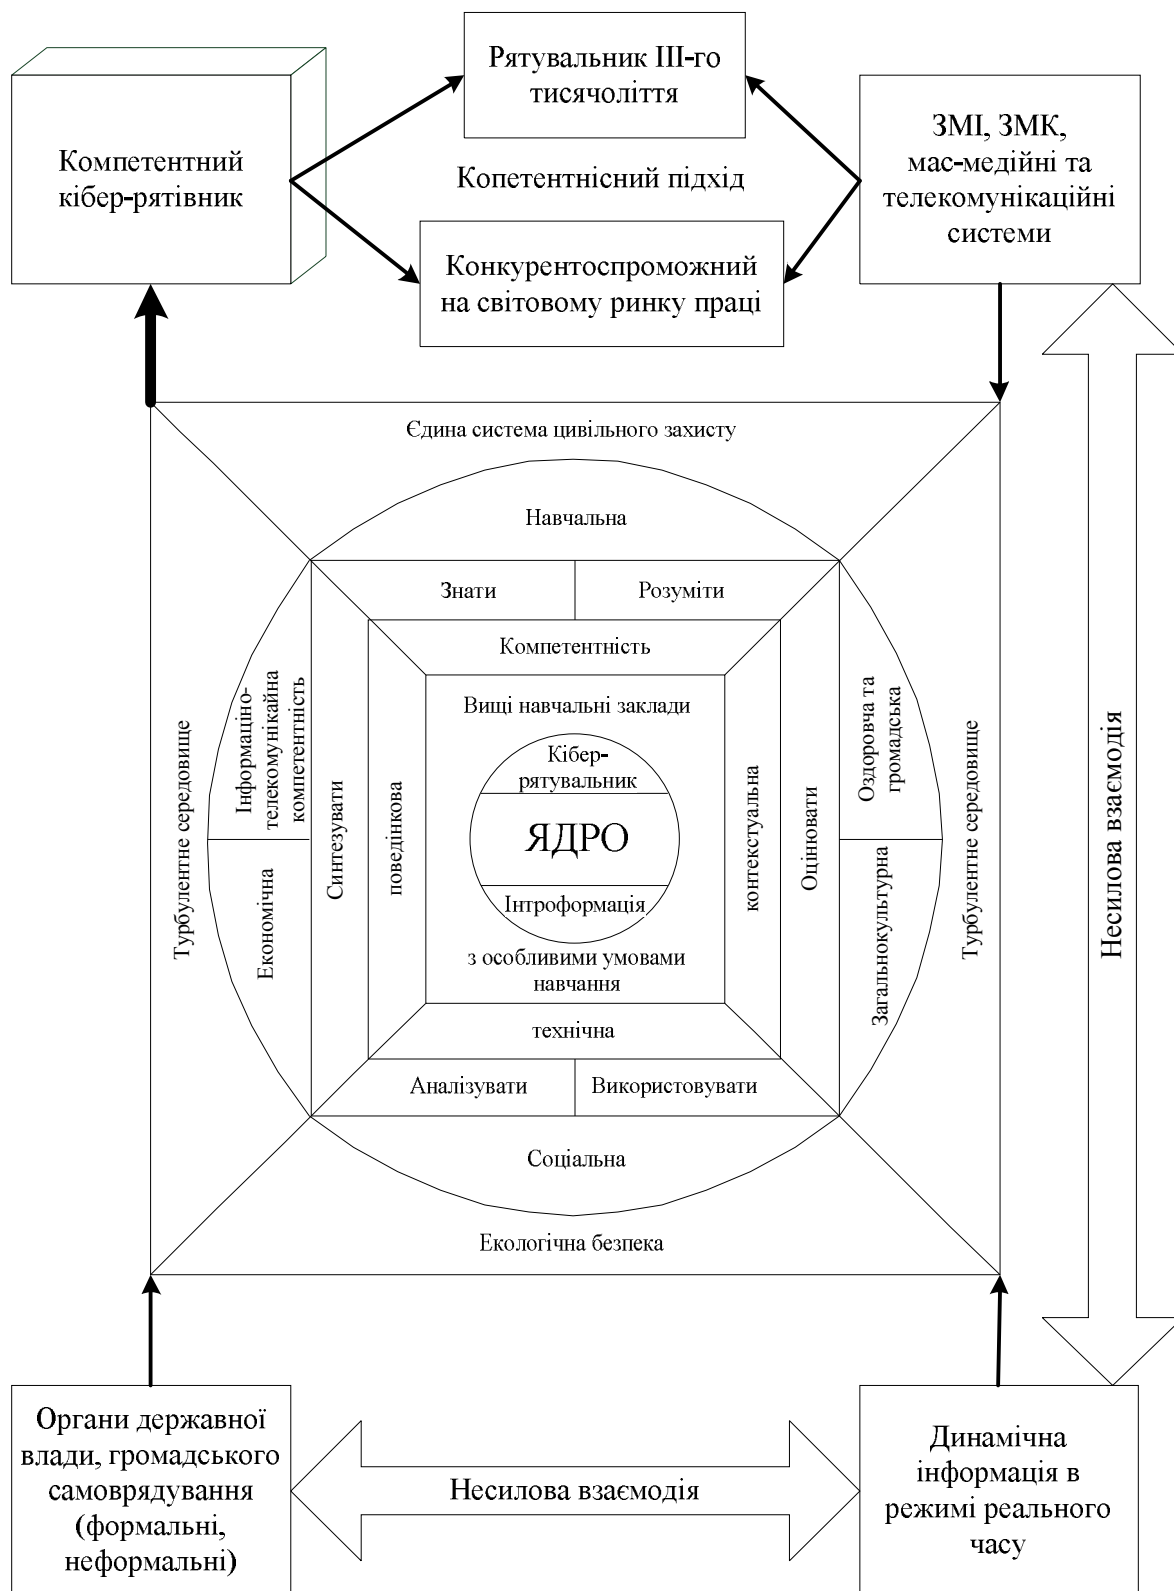 Рятувальник III-го
тисячоліття
Компетентний
кібер-рятівник
ЗМІ, ЗМК,
мас-медійні та
телекомунікаційні
системи
Копетентнісний підхід
Конкурентоспроможний
на світовому ринку праці
Єдина система цивільного захисту
Навчальна
Знати
Розуміти
Компетентність
Вищі навчальні заклади
Кібер-
рятувальник
ЯДРО
Інтроформація
з особливими умовами
навчання
Турбулентне середовище
Інформаціно-
телекомунікайна
компетентність
Економічна
Синтезувати
поведінкова
контекстуальна
Оцінювати
Оздоровча та
громадська
Загальнокультурна
Турбулентне середовище
Несилова взаємодія
технічна
Аналізувати
Використовувати
Соціальна
Екологічна безпека
Органи державної
влади, громадського
самоврядування
(формальні,
неформальні)
Несилова взаємодія
Динамічна
інформація в
режимі реального
часу